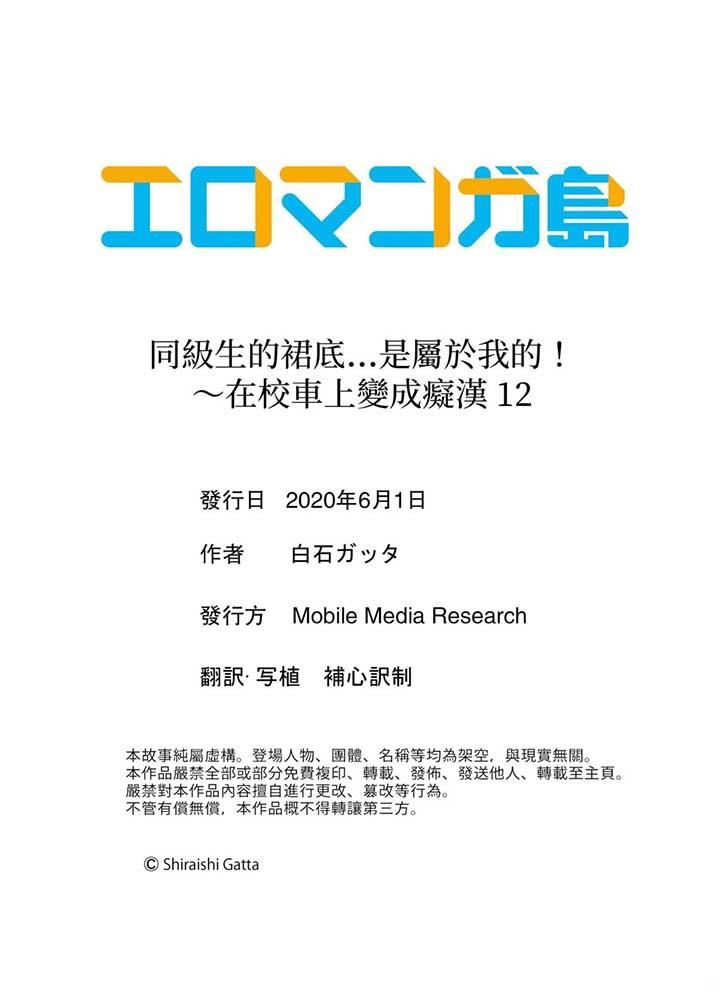 エロマンガ島
同級生的裙底…是屬於我的！
～在校車上變成癡漢 12
發行日 2020年6月1日
作者 白石ガッタ
發行方 Mobile Media Research
翻訳· 写植 補心訳制
本故事純屬虛構。登場人物、團體、名稱等均為架空，與現實無關。
本作品嚴禁全部或部分免費複印、轉載、發佈、發送他人、轉載至主頁。
嚴禁對本作品內容擅自進行更改、篡改等行為。
不管有償無償，本作品概不得轉讓第三方。
© Shiraishi Gatta